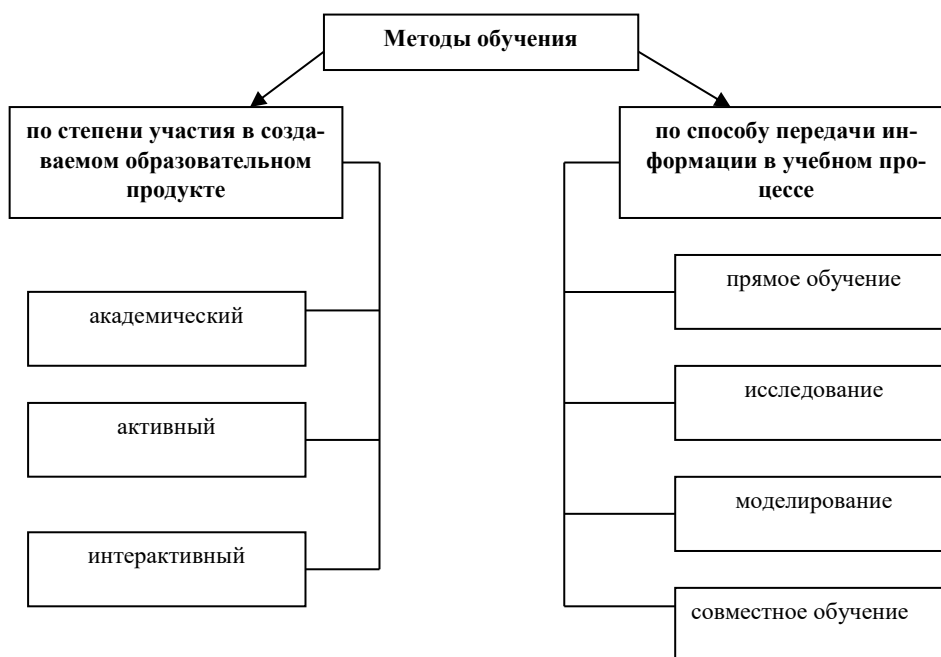 Методы обучения
по степени участия в созда-
ваемом образовательном
продукте
академический
активный
интерактивный
по способу передачи ин-
формации в учебном про-
цессе
прямое обучение
исследование
моделирование
совместное обучение